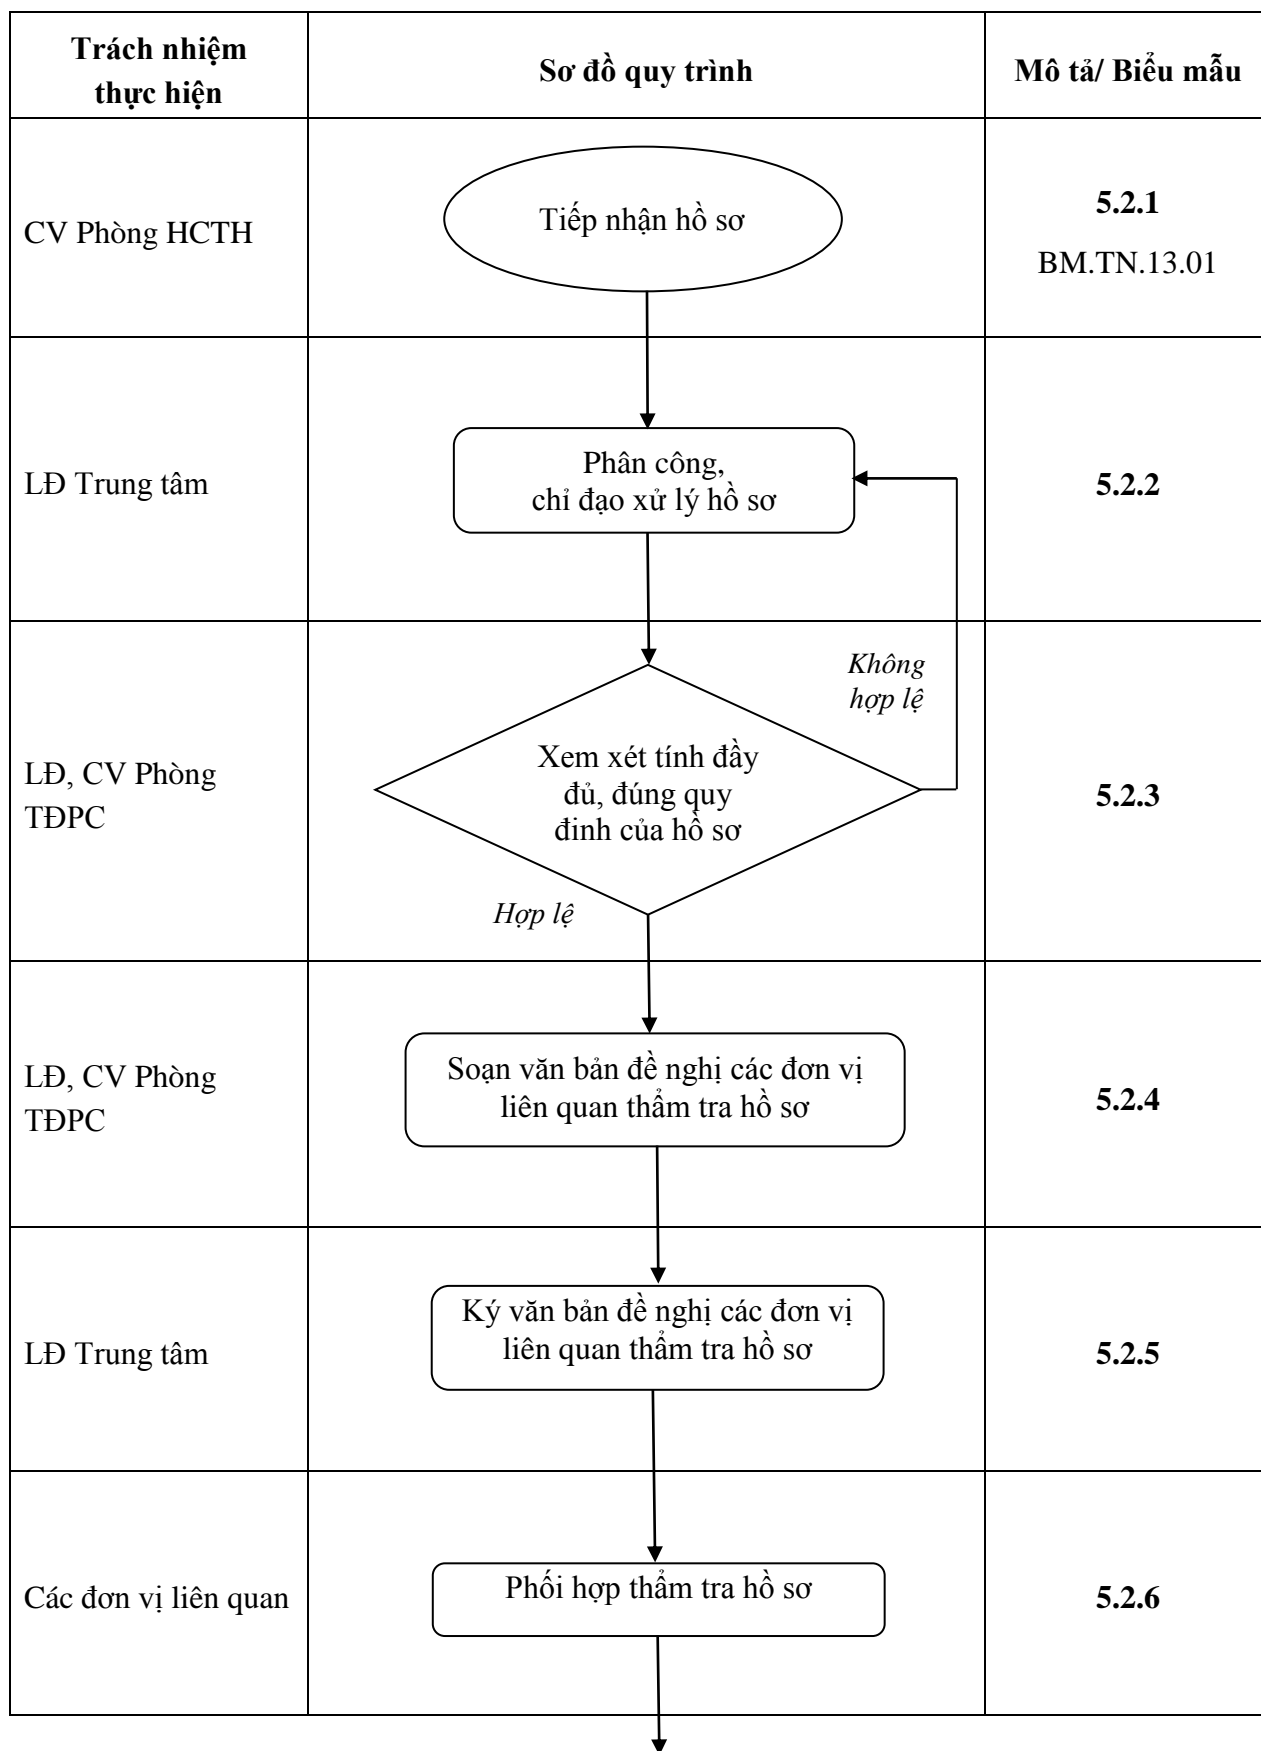 Trách nhiệm
thực hiện
Sơ đồ quy trình
Mô tả/ Biểu mẫu
CV Phòng HCTH
Tiếp nhận hồ sơ
5.2.1
BM.TN.13.01
LĐ Trung tâm
Phân công,
chỉ đạo xử lý hồ sơ
5.2.2
Không
hợp lệ
LĐ, CV Phòng
TĐPC
Xem xét tính đầy
đủ, đúng quy
đinh của hồ sơ
5.2.3
Hợp lệ
LĐ, CV Phòng
TĐPC
Soạn văn bản đề nghị các đơn vị
liên quan thẩm tra hồ sơ
5.2.4
LĐ Trung tâm
Ký văn bản đề nghị các đơn vị
liên quan thẩm tra hồ sơ
5.2.5
Các đơn vị liên quan
Phối hợp thẩm tra hồ sơ
5.2.6